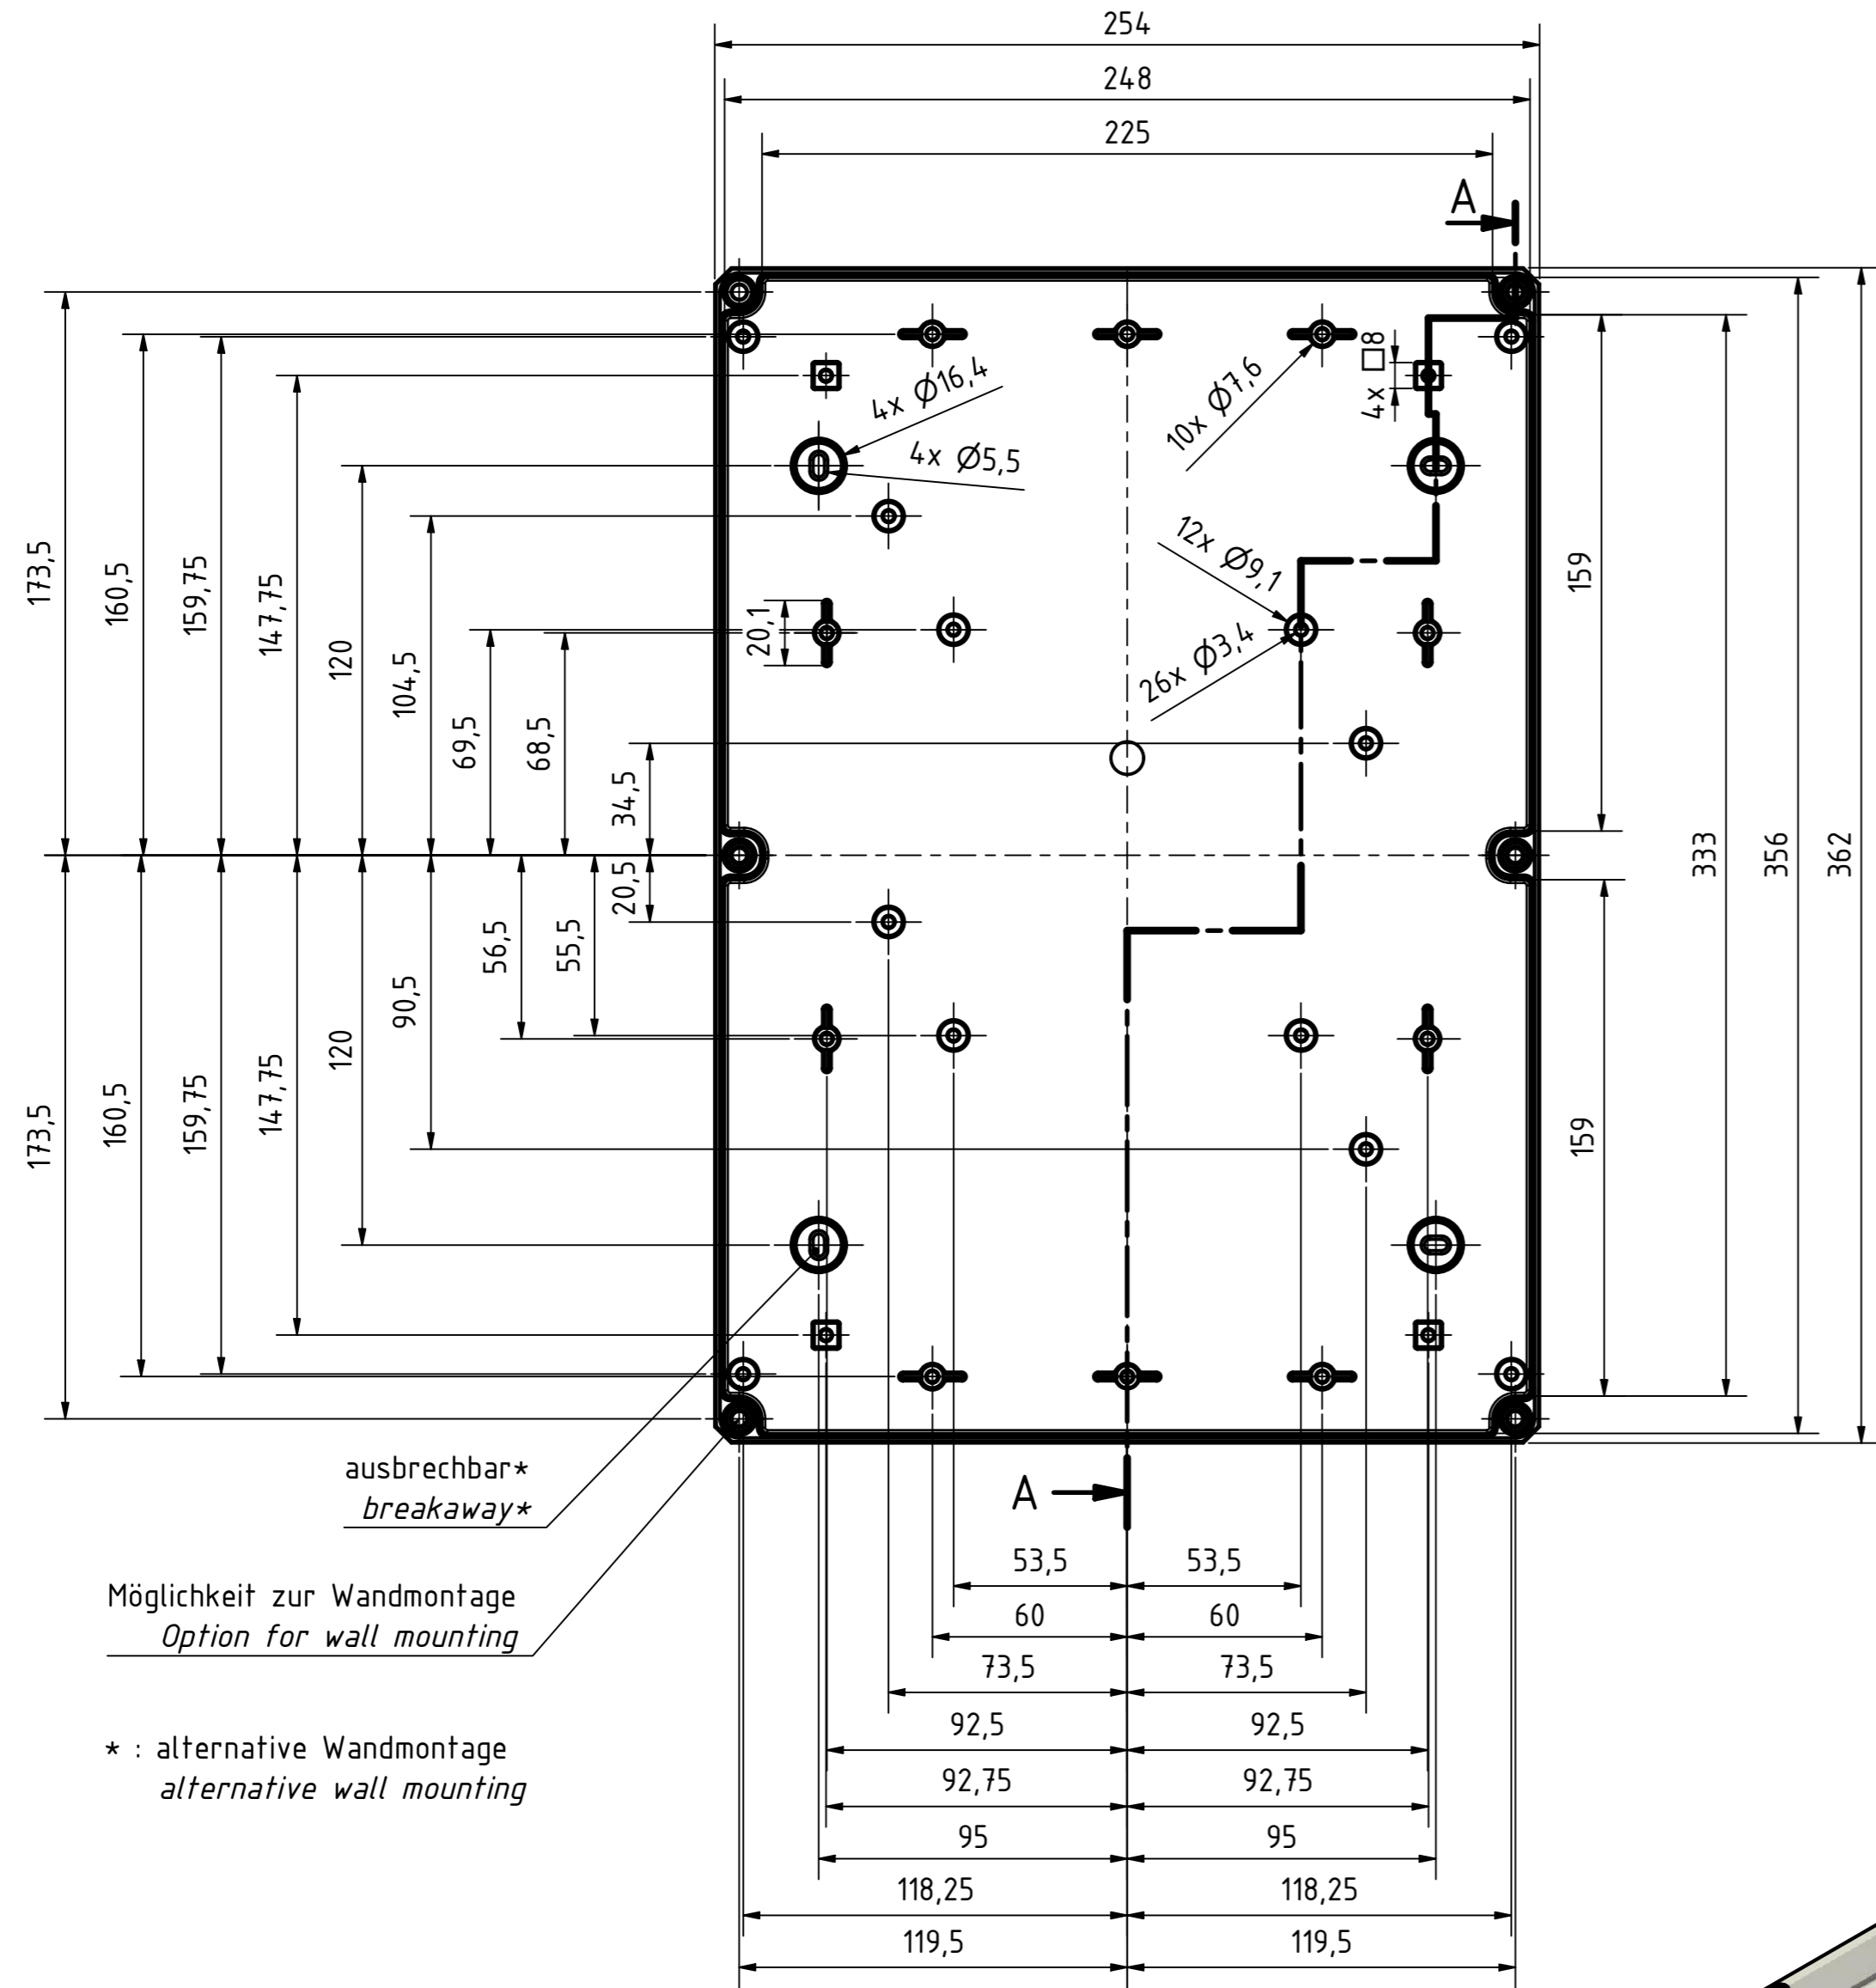 254
248
225
A
4x Ø16,4
4x Ø5,5
10x Ø7,6
4x □8
12x Ø9,1
26x Ø3,4
20,1
173,5
160,5
159,75
147,75
120
104,5
69,5
68,5
34,5
159
333
356
362
20,5
56,5
55,5
90,5
120
147,75
159,75
160,5
173,5
159
ausbrechbar*
breakaway*
A
Möglichkeit zur Wandmontage
Option for wall mounting
* : alternative Wandmontage
alternative wall mounting
53,5 53,5
60 60
73,5 73,5
92,5 92,5
92,75 92,75
95 95
118,25 118,25
119,5 119,5